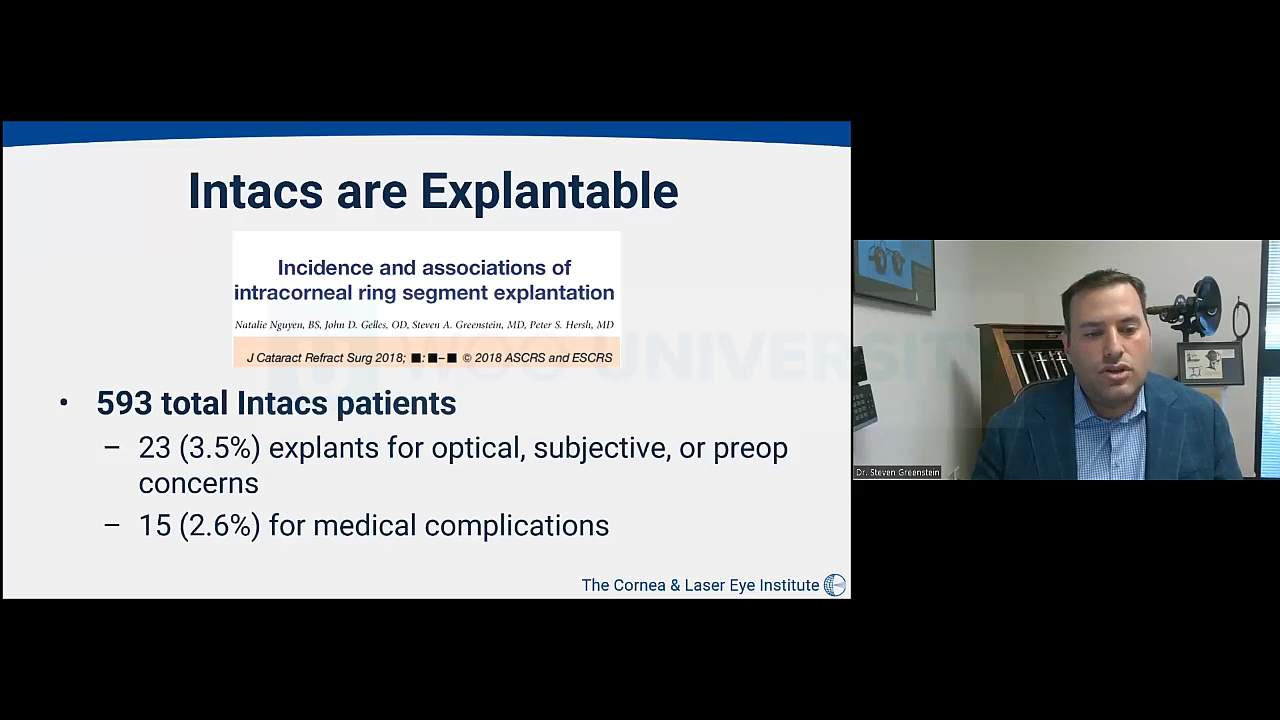 Intacs are Explantable
Incidence and associations of
intracorneal ring segment explantation
Natalie Nguyen, BS, John D. Gelles, OD, Steven A. Greenstein, MD, Peter S. Hersh, MD
J Cataract Refract Surg 2018; ■:■–■ © 2018 ASCRS and ESCRS
• 593 total Intacs patients
– 23 (3.5%) explants for optical, subjective, or preop
concerns
– 15 (2.6%) for medical complications
The Cornea & Laser Eye Institute
Dr. Steven Greenstein
UNIVERSITY